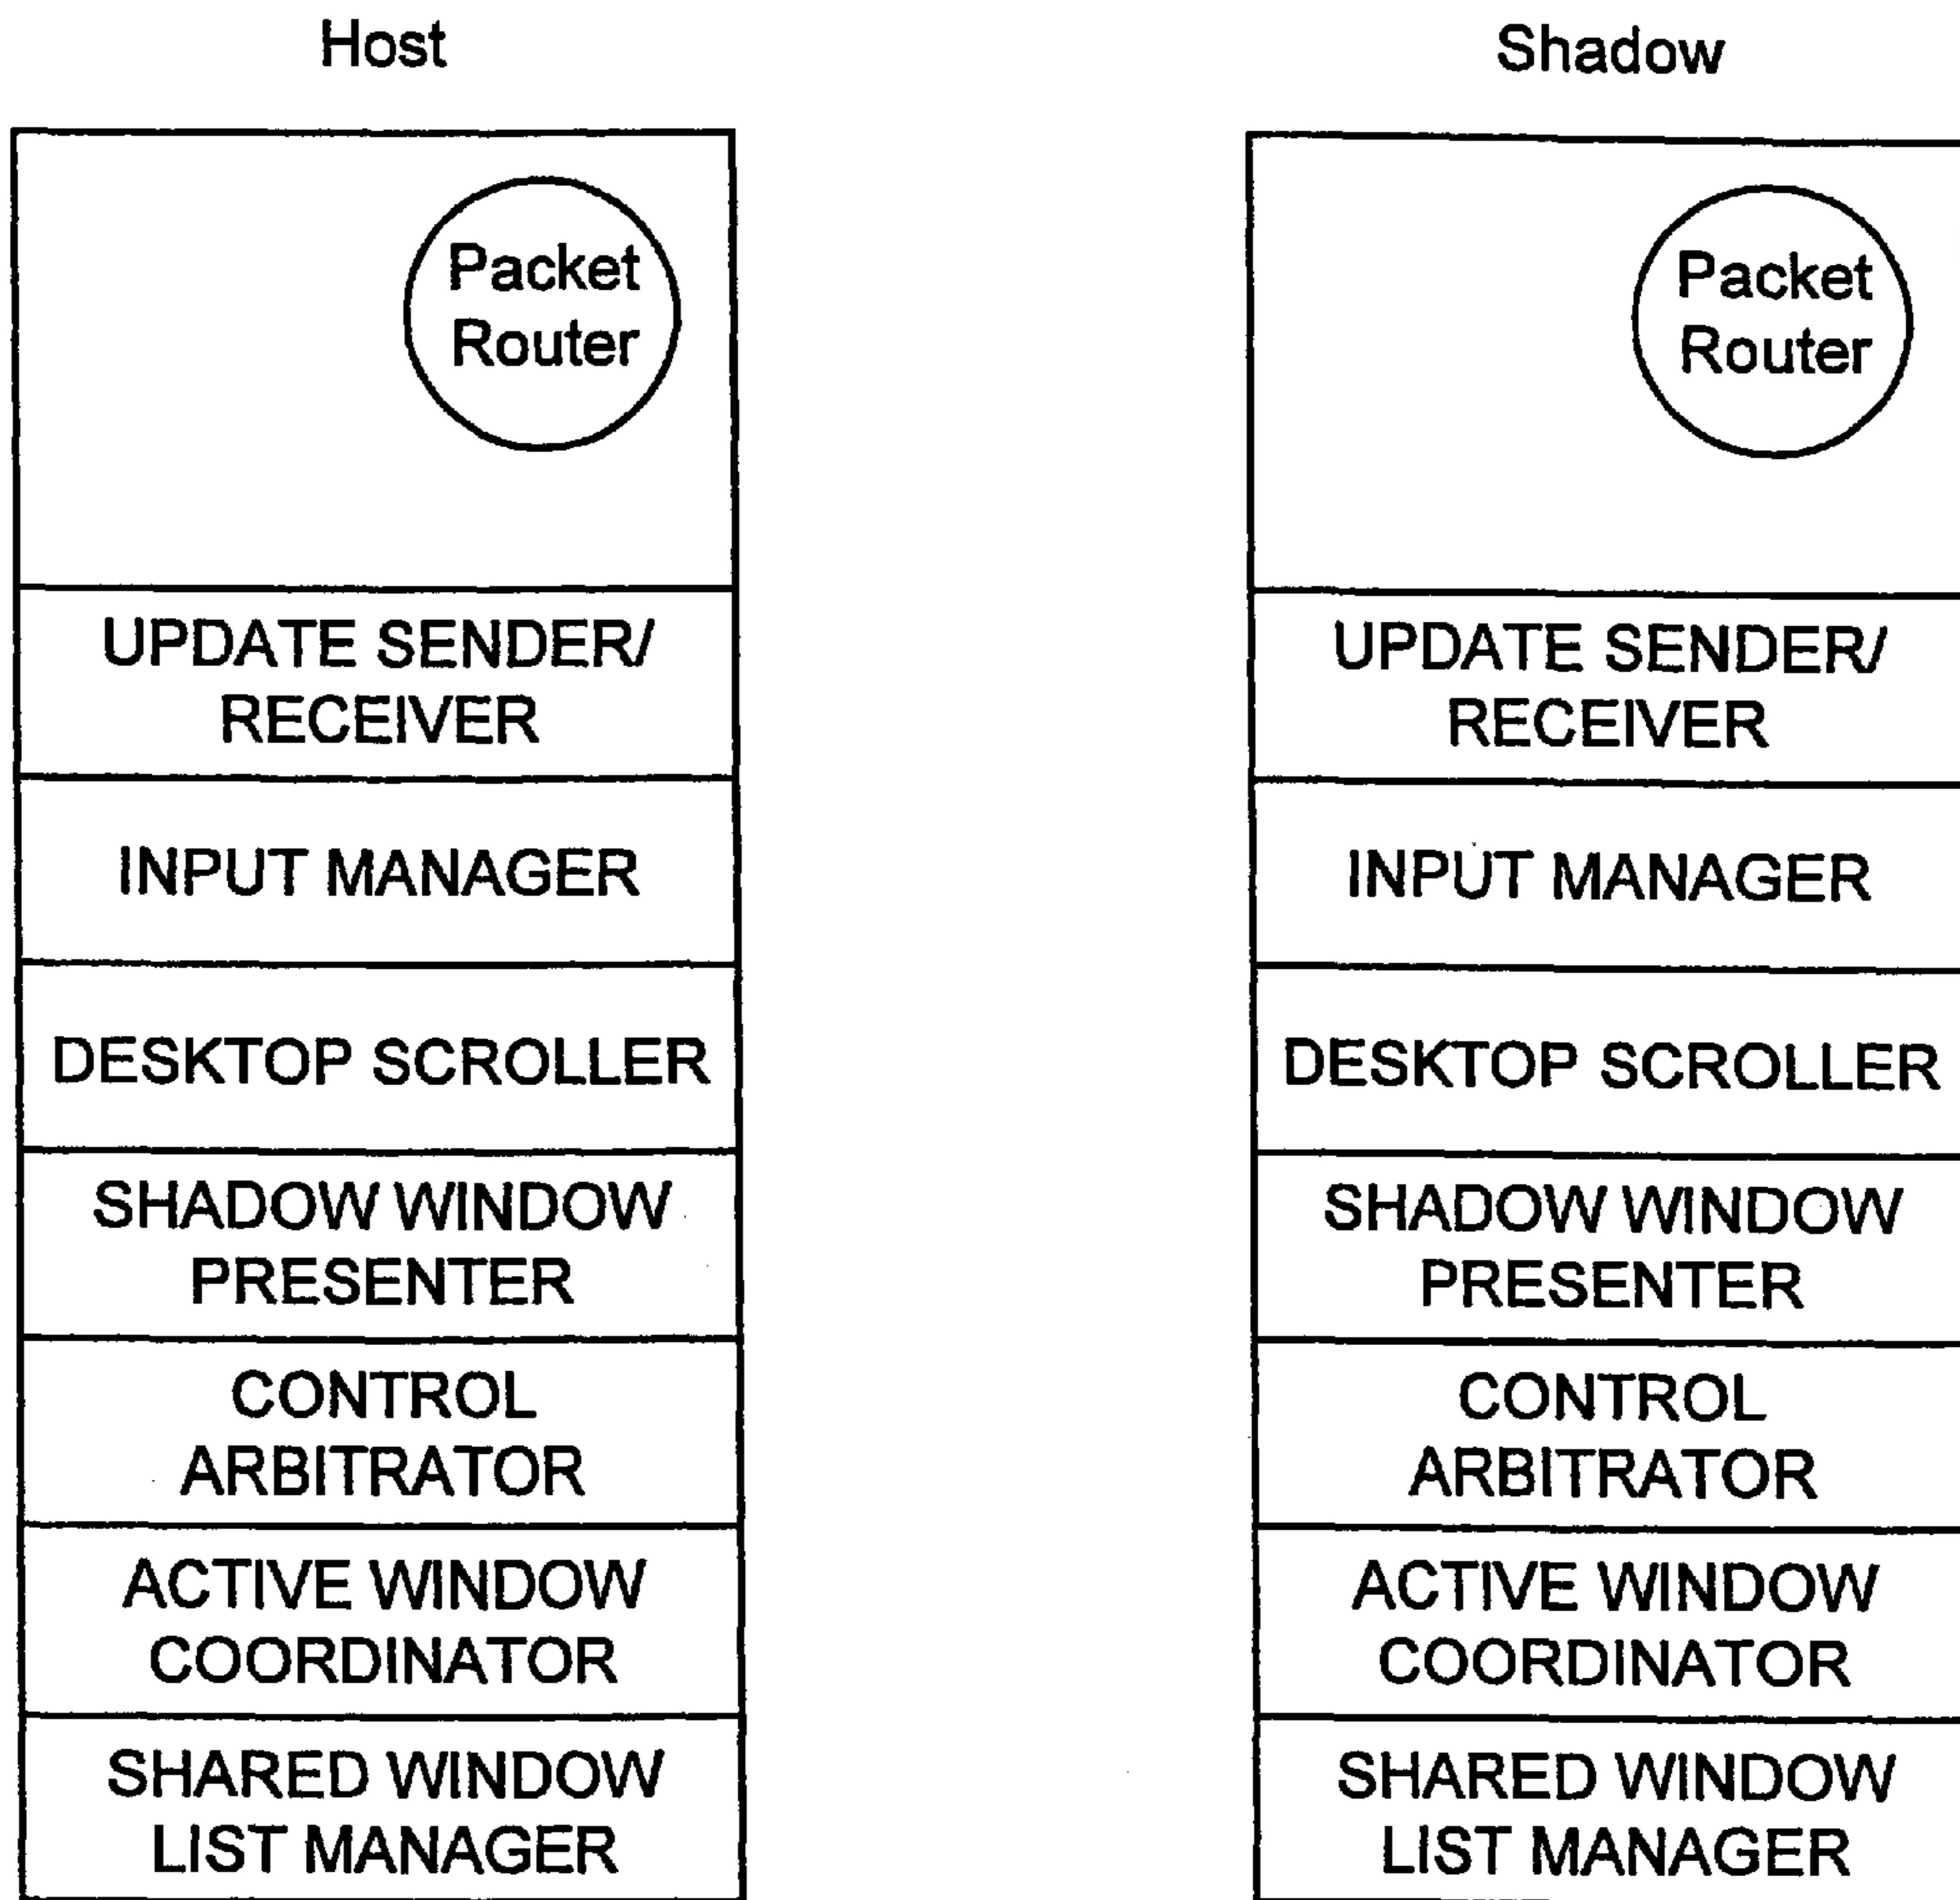 Host
Packet
Router
UPDATE SENDER/
RECEIVER
INPUT MANAGER
DESKTOP SCROLLER
SHADOW WINDOW
PRESENTER
CONTROL
ARBITRATOR
ACTIVE WINDOW
COORDINATOR
SHARED WINDOW
LIST MANAGER
Shadow
Packet
Router
UPDATE SENDER/
RECEIVER
INPUT MANAGER
DESKTOP SCROLLER
SHADOW WINDOW
PRESENTER
CONTROL
ARBITRATOR
ACTIVE WINDOW
COORDINATOR
SHARED WINDOW
LIST MANAGER